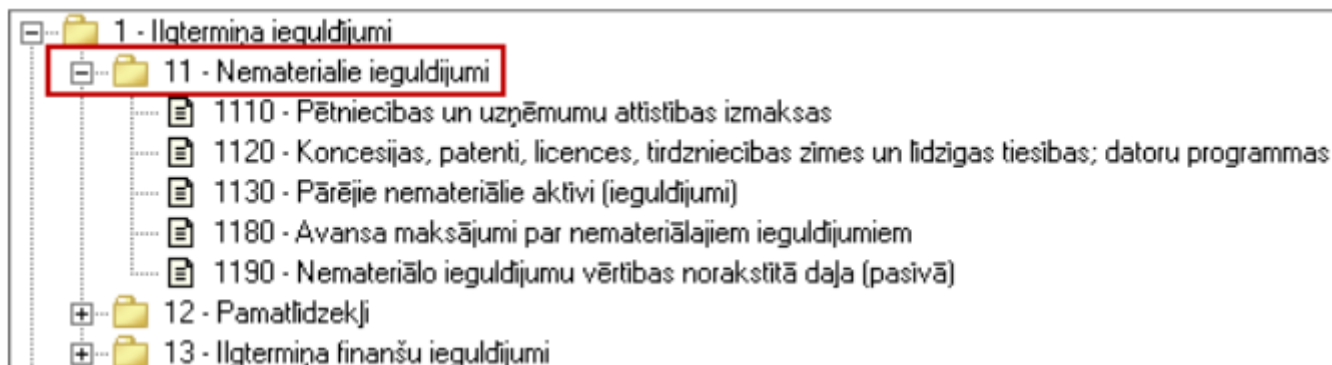 1 - Ilgtermiņa ieguldījumi
11 - Nemateriālie ieguldījumi
1110 - Pētniecības un uzņēmumu attīstības izmaksas
1120 - Koncesijas, patenti, licences, tirdzniecības zīmes un līdzīgas tiesības; datoru programmas
1130 - Pārējie nemateriālie aktīvi (ieguldījumi)
1180 - Avansa maksājumi par nemateriālajiem ieguldījumiem
1190 - Nemateriālo ieguldījumu vērtības norakstītā daļa (pasīvā)
12 - Pamatlīdzekļi
13 - Ilgtermiņa finanšu ieguldījumi